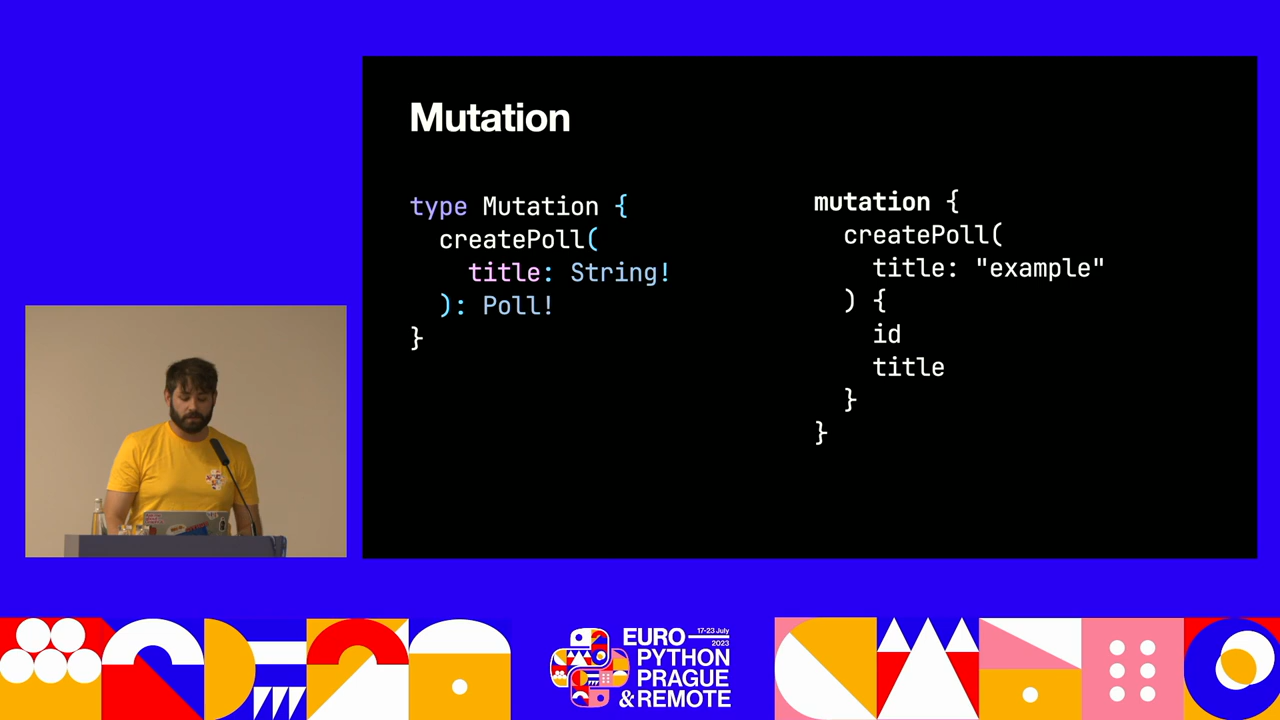 Mutation
type Mutation {
  createPoll(
    title: String!
  ): Poll!
}
mutation {
  createPoll(
    title: "example"
  ) {
    id
    title
  }
}
EURO
17-23 July
2023
PYTHON
PRAGUE
& REMOTE